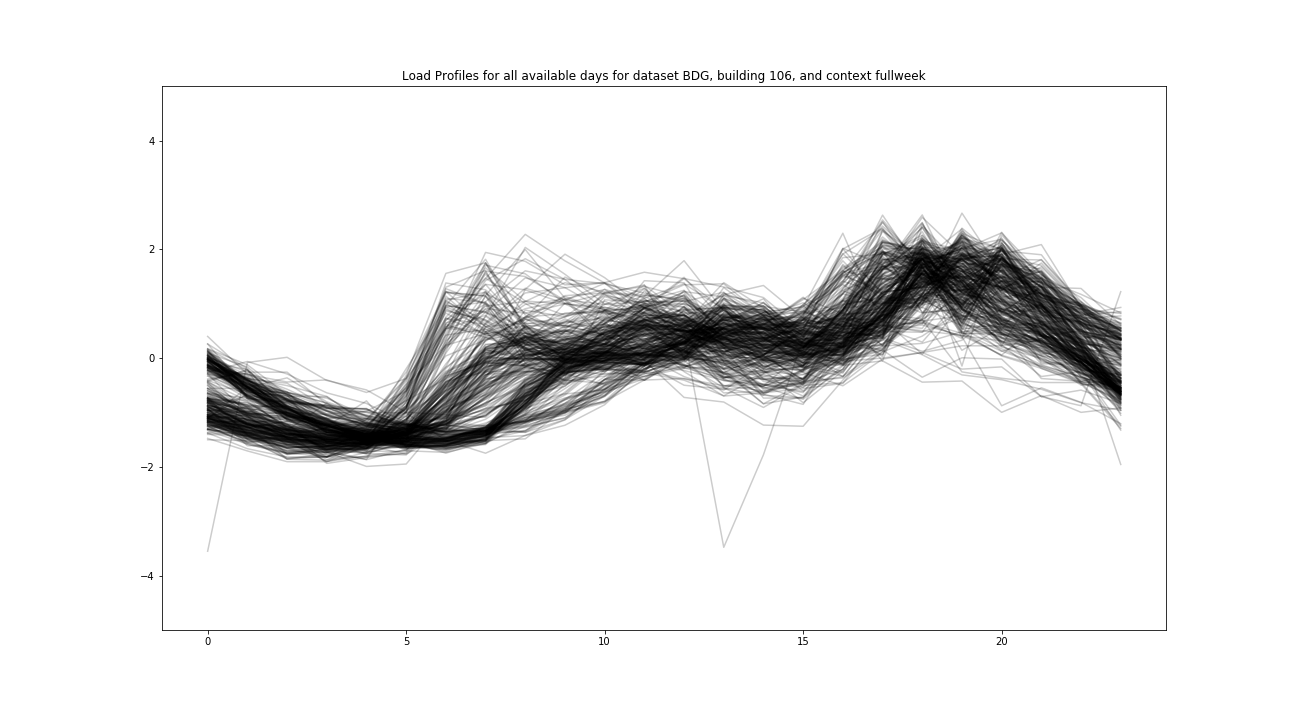 Load Profiles for all available days for dataset BDG, building 106, and context fullweek
4
2
0
−2
−4
0 5 10 15 20